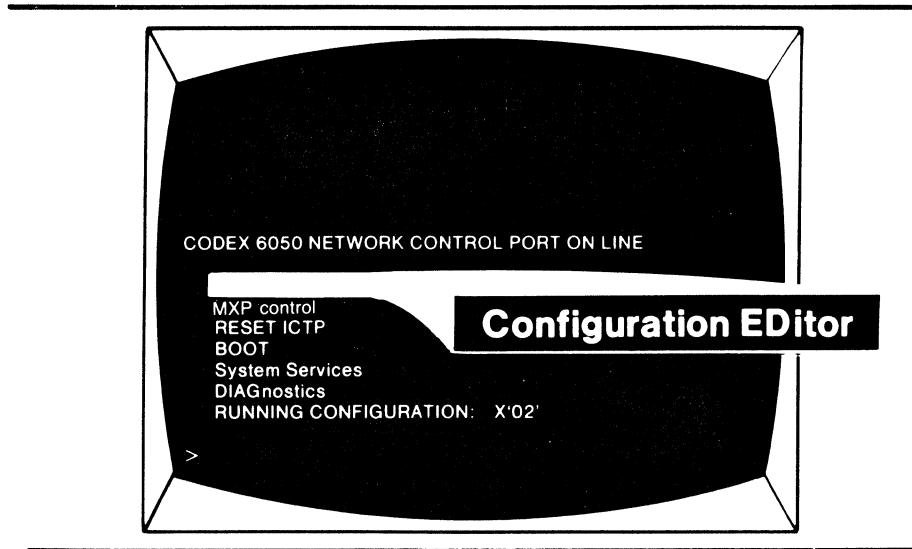 CODEX 6050 NETWORK CONTROL PORT ON LINE
Configuration EDitor
MXP control
RESET ICTP
BOOT
System Services
DIAGnostics
RUNNING CONFIGURATION: X'02'
>